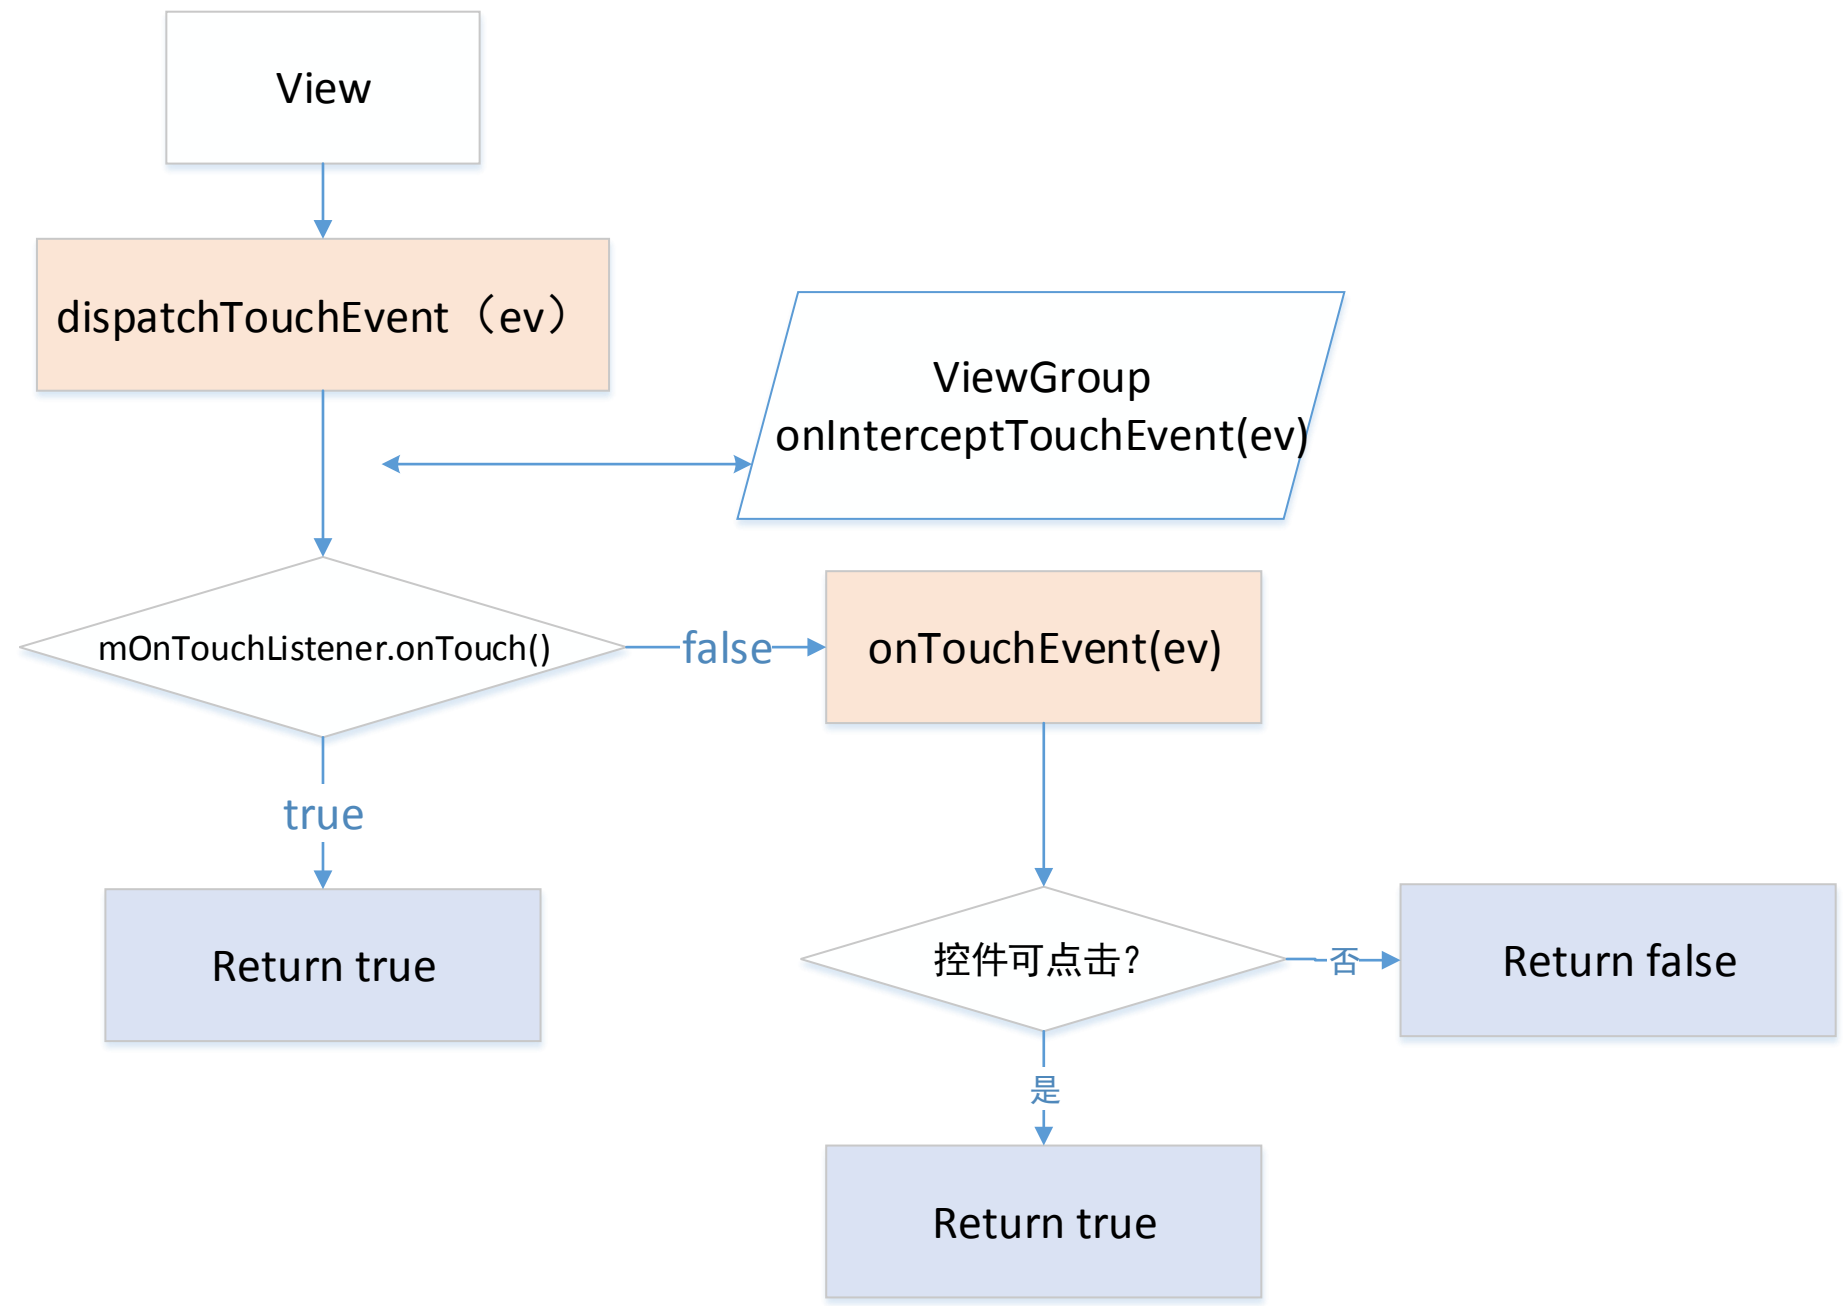 View
dispatchTouchEvent（ev）
ViewGroup
onInterceptTouchEvent(ev)
mOnTouchListener.onTouch()
false
onTouchEvent(ev)
true
Return true
控件可点击？
否
Return false
是
Return true